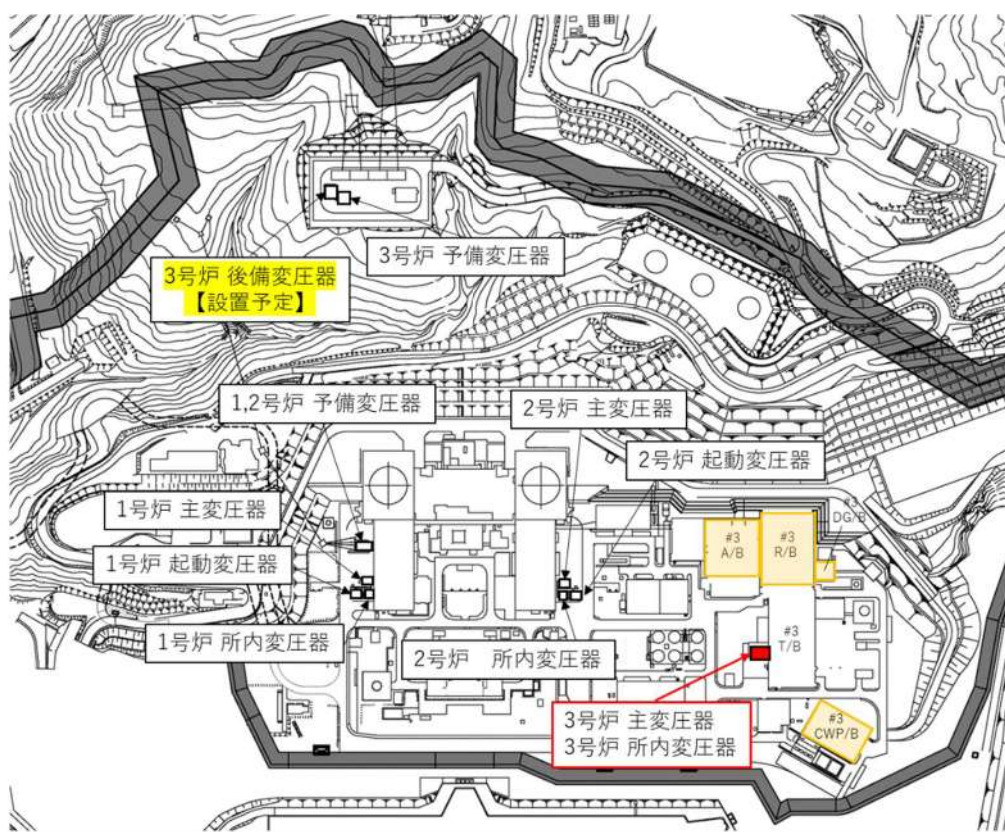 3号炉 予備変圧器
3号炉 後備変圧器
【設置予定】
1,2号炉 予備変圧器
2号炉 主変圧器
2号炉 起動変圧器
1号炉 主変圧器
#3
DG/B
#3
A/B
#3
R/B
1号炉 起動変圧器
1号炉 所内変圧器
2号炉 所内変圧器
#3
T/B
3号炉 主変圧器
3号炉 所内変圧器
#3
CWP/B